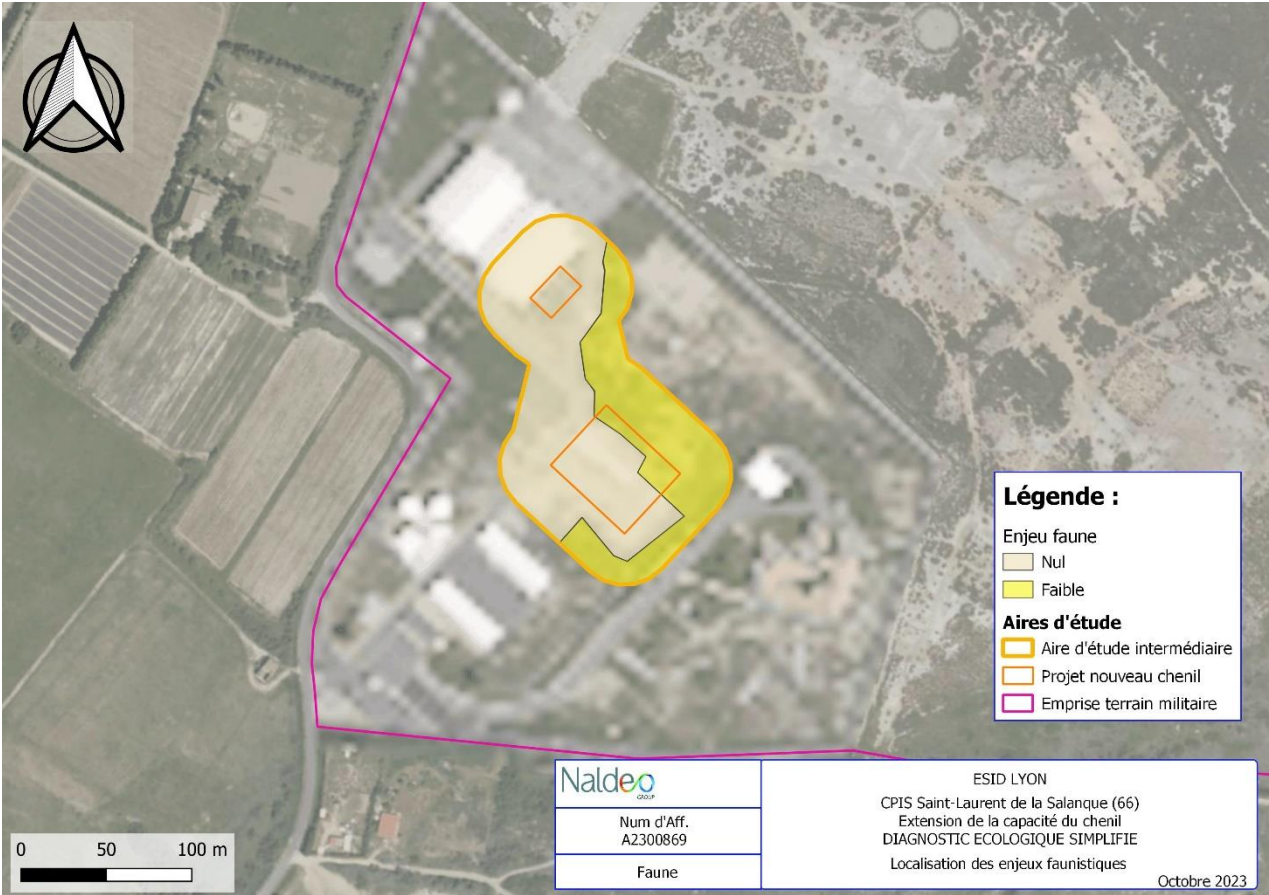 Légende :
Enjeu faune
Nul
Faible
Aires d'étude
Aire d'étude intermédiaire
Projet nouveau chenil
Emprise terrain militaire
Naldeo
GROUP
Num d'Aff.
A2300869
Faune
ESID LYON
CPIS Saint-Laurent de la Salanque (66)
Extension de la capacité du chenil
DIAGNOSTIC ECOLOGIQUE SIMPLIFIE
Localisation des enjeux faunistiques
Octobre 2023
0 50 100 m